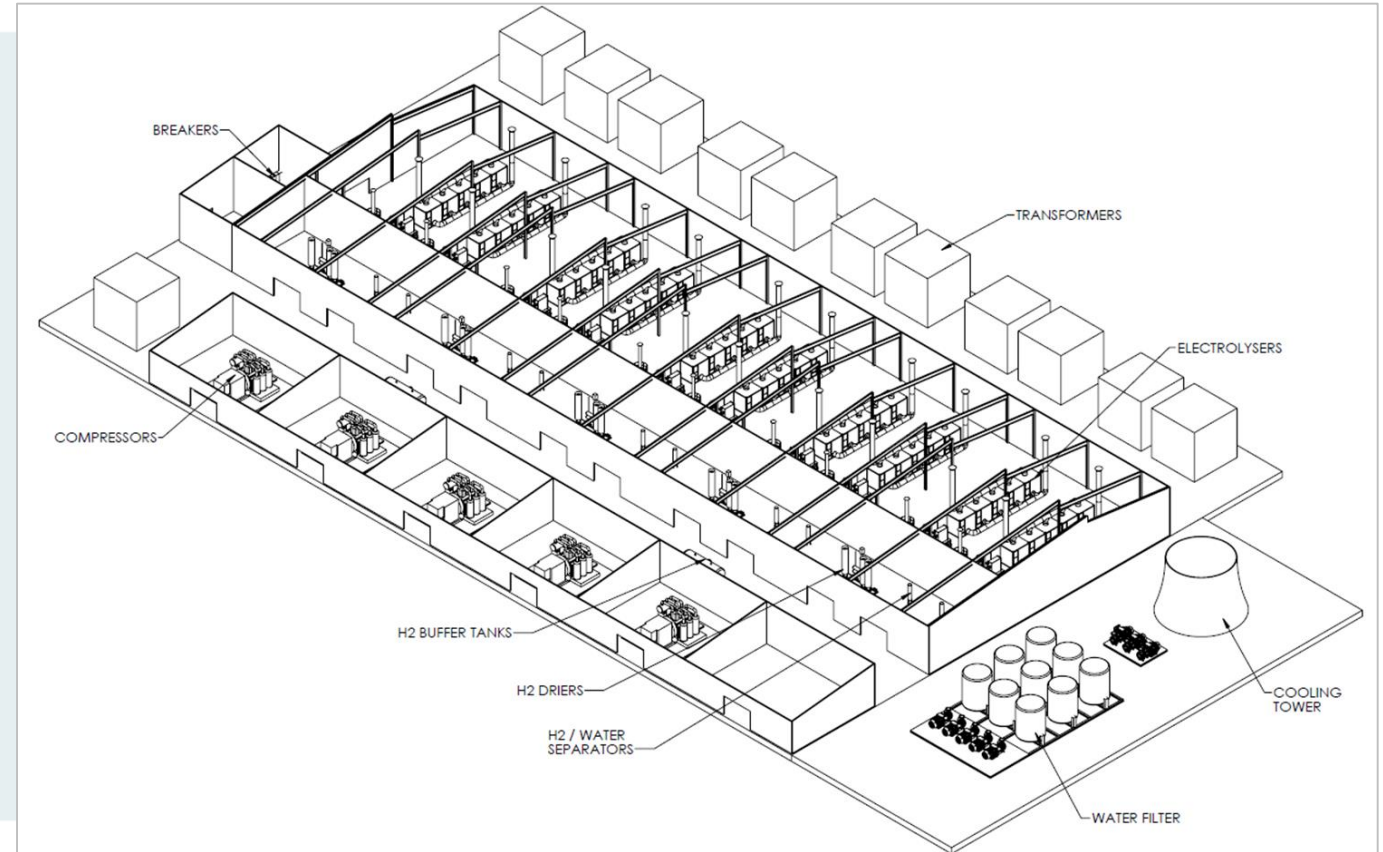 BREAKERS
TRANSFORMERS
ELECTROLYSERS
COMPRESSORS
H2 BUFFER TANKS
H2 DRIERS
H2 / WATER
SEPARATORS
COOLING
TOWER
WATER FILTER